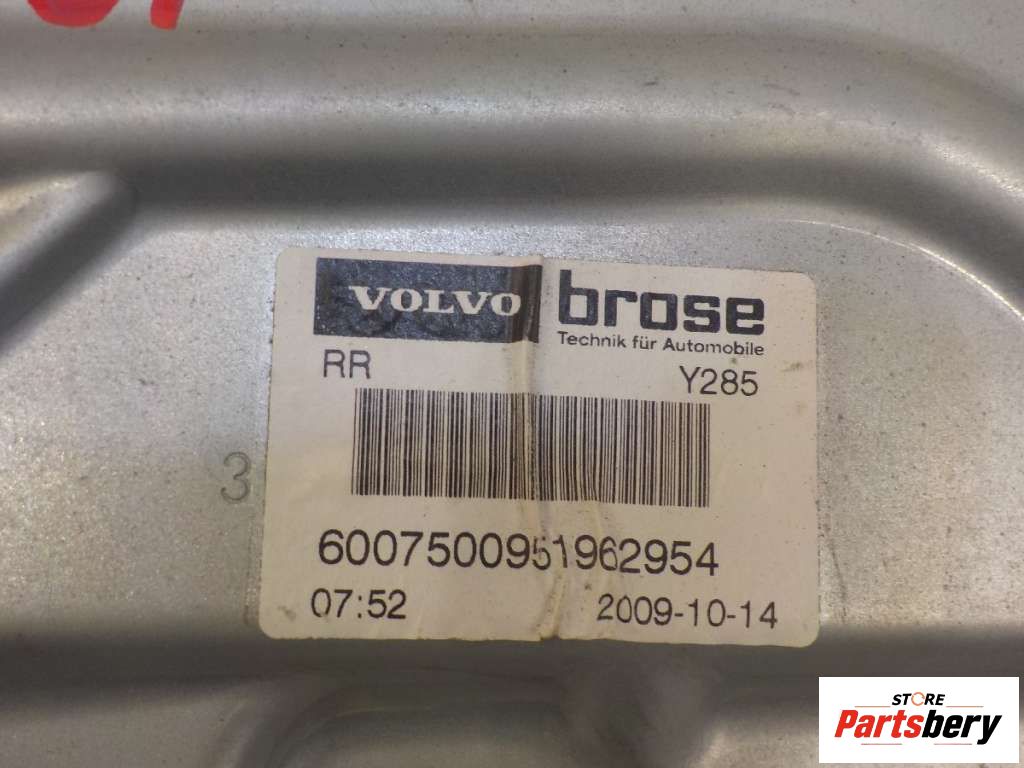 VOLVO brose
Technik für Automobile
RR Y285
3
6007500951962954
07:52 2009-10-14
STORE
Partsbery